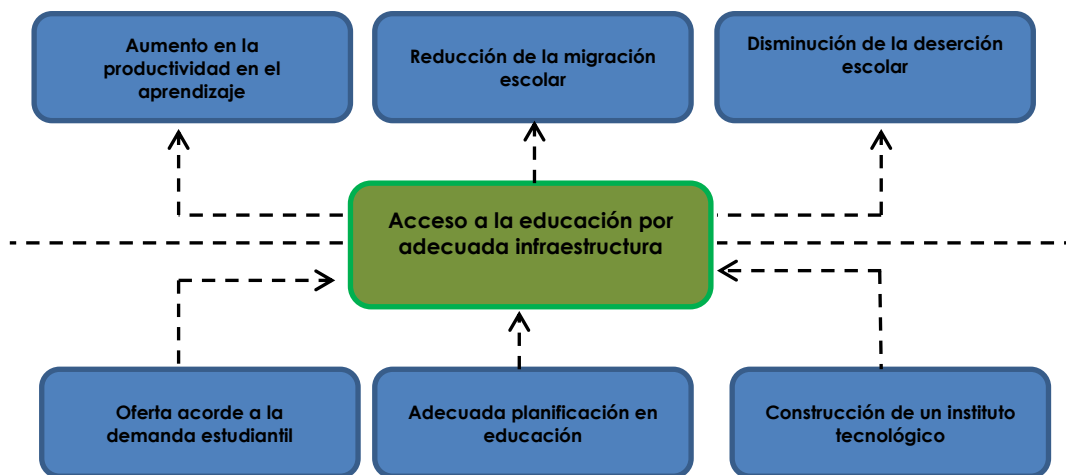 Aumento en la
productividad en el
aprendizaje
Reducción de la migración
escolar
Disminución de la deserción
escolar
Acceso a la educación por
adecuada infraestructura
Oferta acorde a la
demanda estudiantil
Adecuada planificación en
educación
Construcción de un instituto
tecnológico